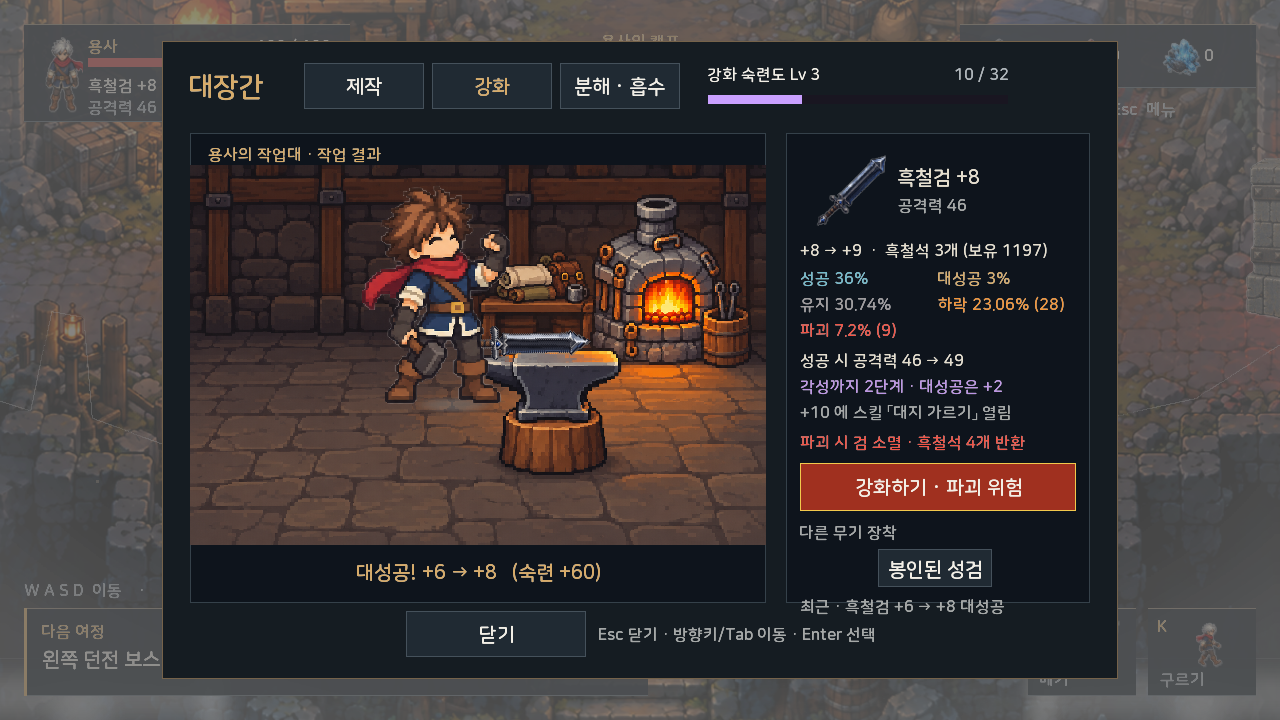 용사
흑철검 +8
공격력 46
0
메뉴
대장간
제작
강화
분해 · 흡수
강화 숙련도 Lv 3
10 / 32
용사의 작업대 · 작업 결과
대성공! +6 → +8 (숙련 +60)
흑철검 +8
공격력 46
+8 → +9 · 흑철석 3개 (보유 1197)
성공 36%
대성공 3%
유지 30.74%
하락 23.06% (28)
파괴 7.2% (9)
성공 시 공격력 46 → 49
각성까지 2단계 · 대성공은 +2
+10 에 스킬 「대지 가르기」 열림
파괴 시 검 소멸 · 흑철석 4개 반환
강화하기 · 파괴 위험
다른 무기 장착
봉인된 성검
최근 · 흑철검 +6 → +8 대성공
닫기
Esc 닫기 · 방향키/Tab 이동 · Enter 선택
W A S D 이동 ·
다음 여정
왼쪽 던전 보스
K
구르기